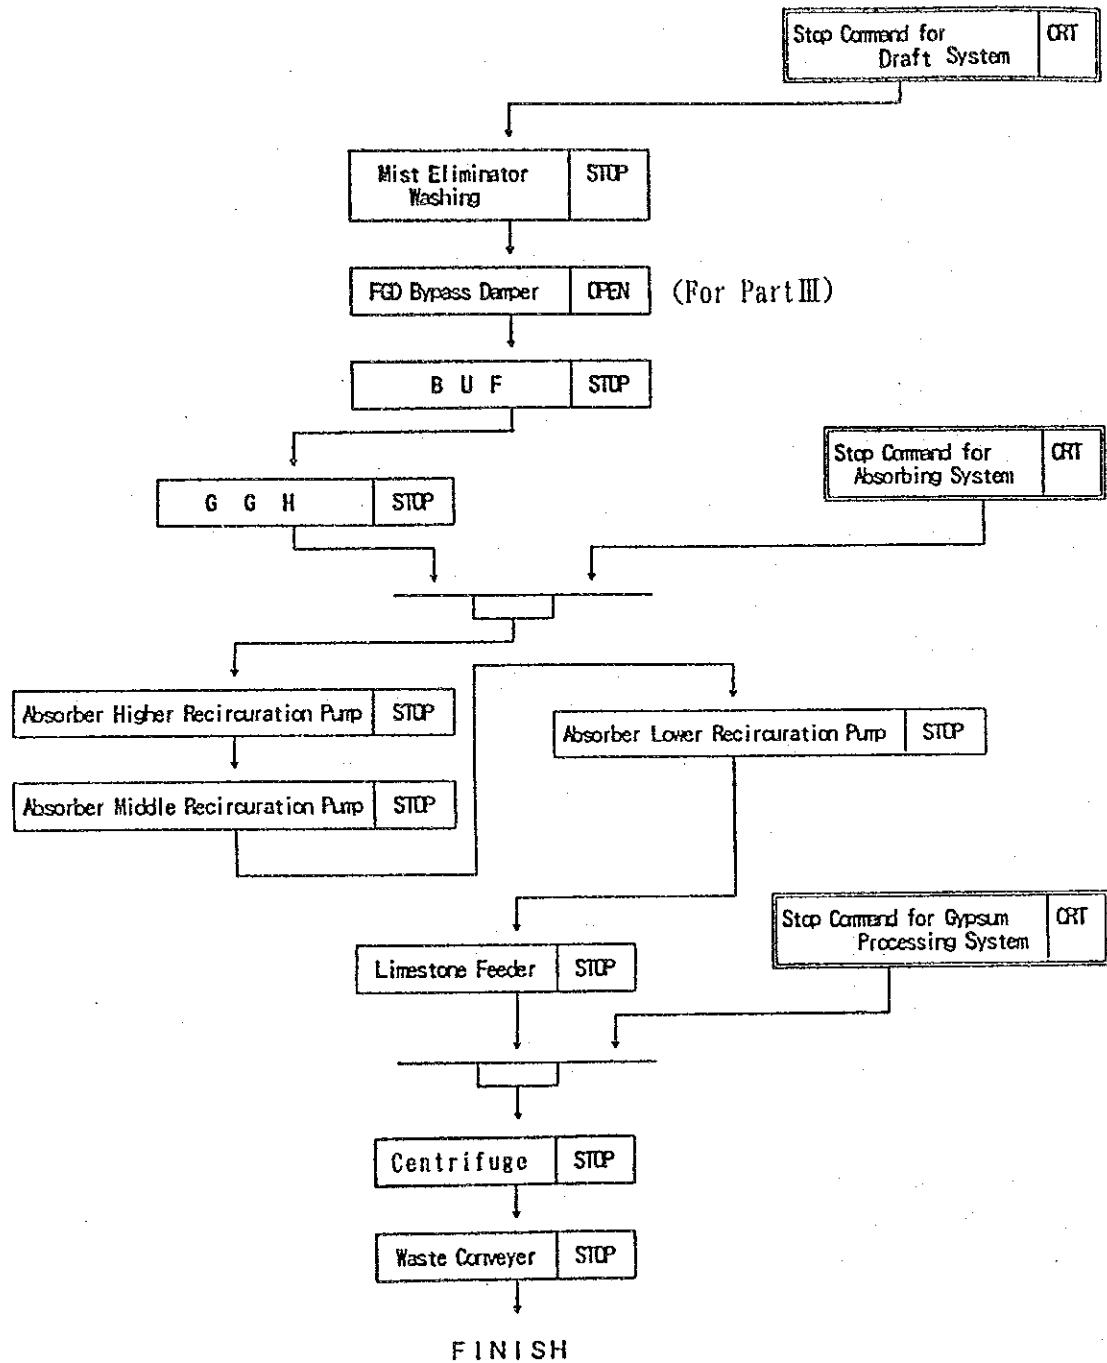 Stop Command for CRT
Draft System
Mist Eliminator STOP
Washing
FGD Bypass Damper OPEN (For Part III)
B U F STOP
Stop Command for CRT
Absorbing System
G G H STOP
Absorber Higher Recircuration Pump STOP
Absorber Lower Recircuration Pump STOP
Absorber Middle Recircuration Pump STOP
Stop Command for Gypsum CRT
Processing System
Limestone Feeder STOP
Centrifuge STOP
Waste Conveyer STOP
FINISH